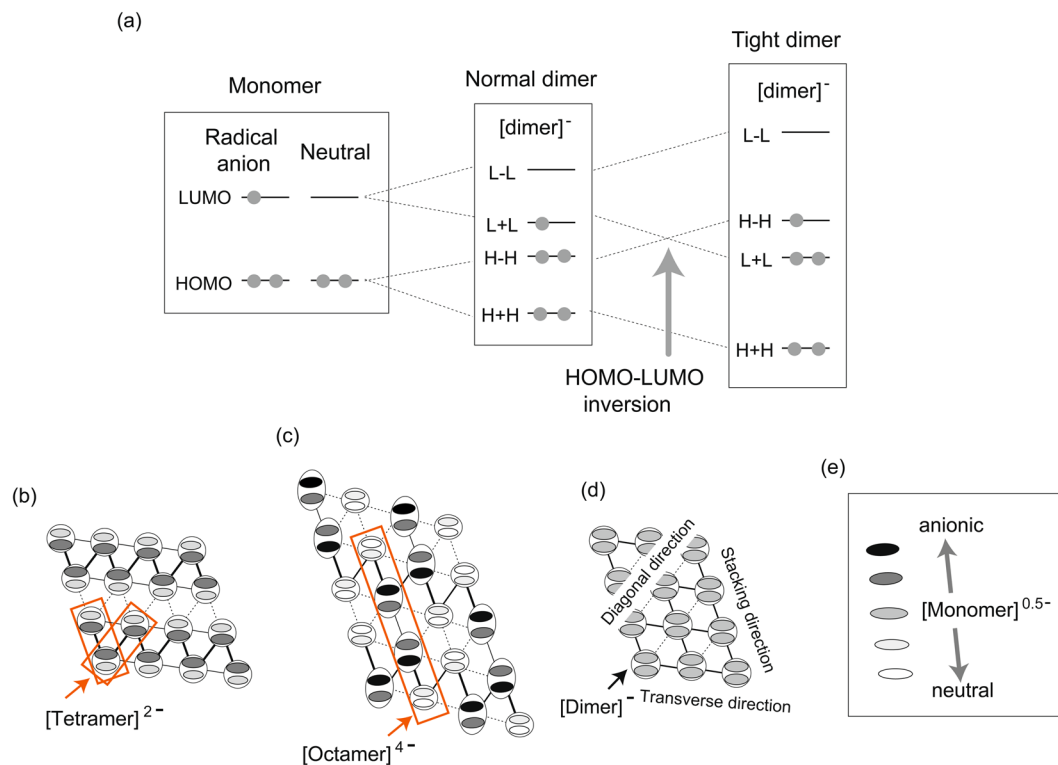 (a)
Monomer
Radical
anion
Neutral
LUMO
HOMO
Normal dimer
[dimer]⁻
L-L
L+L
H-H
H+H
Tight dimer
[dimer]⁻
L-L
H-H
L+L
H+H
HOMO-LUMO
inversion
(b)
[Tetramer]²⁻
(c)
[Octamer]⁴⁻
(d)
Diagonal direction
Stacking direction
Transverse direction
[Dimer]⁻
(e)
anionic
[Monomer]⁰·⁵⁻
neutral